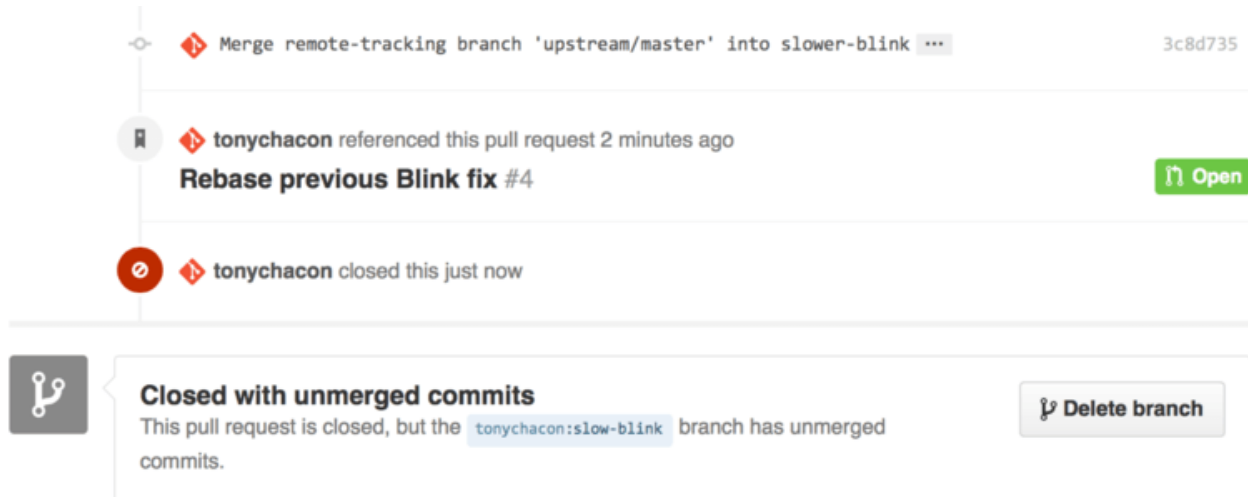 Merge remote-tracking branch 'upstream/master' into slower-blink ... 3c8d735
tonychacon referenced this pull request 2 minutes ago
Rebase previous Blink fix #4 Open
tonychacon closed this just now
Closed with unmerged commits
This pull request is closed, but the tonychacon:slow-blink branch has unmerged
commits.
Delete branch